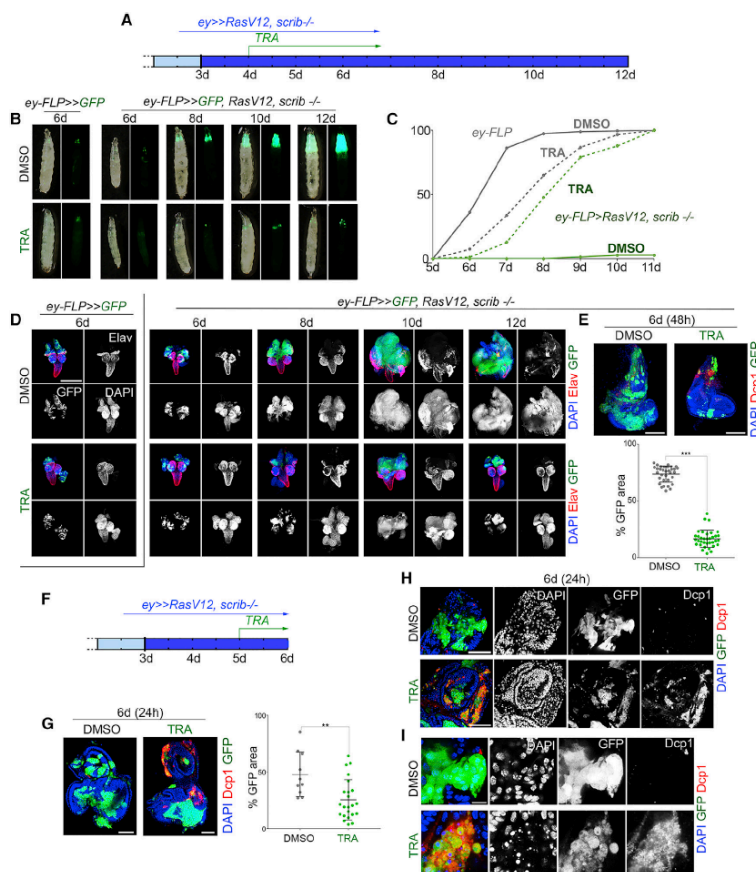 A
ey>>RasV12, scrib-/-
TRA
3d 4d 5d 6d 6d 8d 10d 12d
B
ey-FLP>>GFP
ey-FLP>>GFP, RasV12, scrib -/-
6d 6d 8d 10d 12d
DMSO
TRA
C
100
50
0
ey-FLP
DMSO
TRA
TRA
ey-FLP>RasV12, scrib -/-
DMSO
5d 6d 7d 8d 9d 10d 11d
D
ey-FLP>>GFP
ey-FLP>>GFP, RasV12, scrib -/-
6d 6d 8d 10d 12d
Elav
GFP DAPI
DMSO
TRA
DAPI Elav GFP
DAPI Elav GFP
E
6d (48h)
DMSO TRA
DAPI Dcp1 GFP
% GFP area
100
50
0
***
DMSO TRA
F
ey>>RasV12, scrib-/-
TRA
3d 4d 5d 6d
G
6d (24h)
DMSO TRA
DAPI Dcp1 GFP
% GFP area
100
50
0
**
DMSO TRA
H
6d (24h)
DAPI GFP Dcp1
DMSO
TRA
DAPI GFP Dcp1
I
DAPI GFP Dcp1
DMSO
TRA
DAPI GFP Dcp1